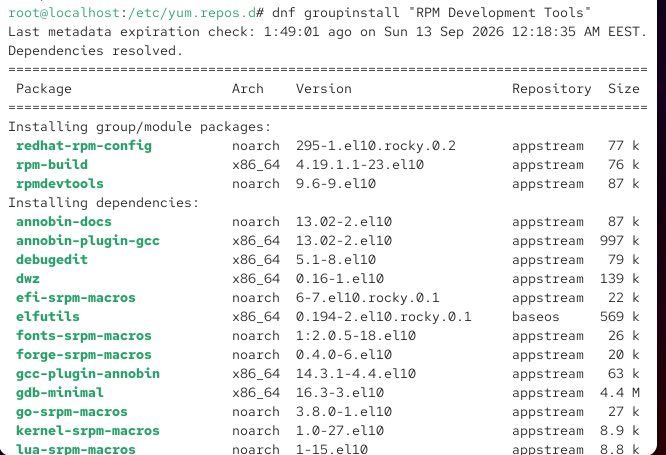 root@localhost:/etc/yum.repos.d# dnf groupinstall "RPM Development Tools"
Last metadata expiration check: 1:49:01 ago on Sun 13 Sep 2026 12:18:35 AM EEST.
Dependencies resolved.
================================================================================
 Package                   Arch    Version                    Repository  Size
================================================================================
Installing group/module packages:
 redhat-rpm-config         noarch  295-1.el10.rocky.0.2       appstream   77 k
 rpm-build                 x86_64  4.19.1.1-23.el10           appstream   76 k
 rpmdevtools               noarch  9.6-9.el10                 appstream   87 k
Installing dependencies:
 annobin-docs              noarch  13.02-2.el10               appstream   87 k
 annobin-plugin-gcc        x86_64  13.02-2.el10               appstream  997 k
 debugedit                 x86_64  5.1-8.el10                 appstream   79 k
 dwz                       x86_64  0.16-1.el10                appstream  139 k
 efi-srpm-macros           noarch  6-7.el10.rocky.0.1         appstream   22 k
 elfutils                  x86_64  0.194-2.el10.rocky.0.1     baseos     569 k
 fonts-srpm-macros         noarch  1:2.0.5-18.el10            appstream   26 k
 forge-srpm-macros         noarch  0.4.0-6.el10               appstream   20 k
 gcc-plugin-annobin        x86_64  14.3.1-4.4.el10            appstream   63 k
 gdb-minimal               x86_64  16.3-3.el10                appstream  4.4 M
 go-srpm-macros            noarch  3.8.0-1.el10               appstream   27 k
 kernel-srpm-macros        noarch  1.0-27.el10                appstream  8.9 k
 lua-srpm-macros           noarch  1-15.el10                  appstream  8.8 k